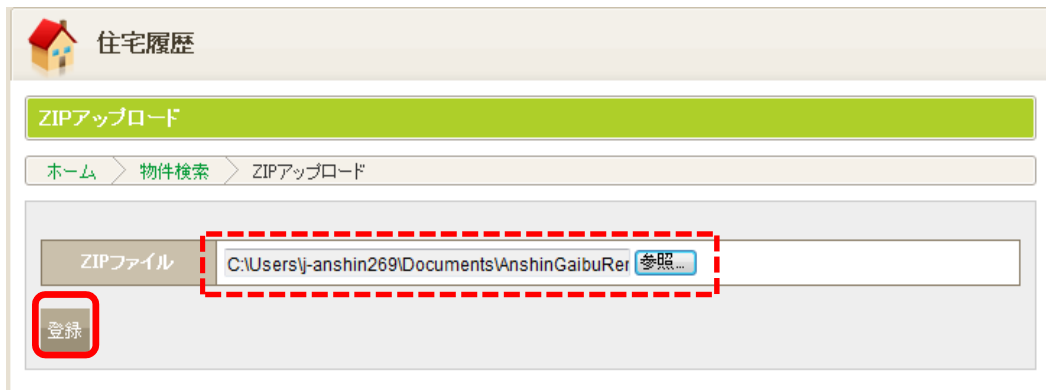 住宅履歴
ZIPアップロード
ホーム 物件検索 ZIPアップロード
ZIPファイル C:\Users\j-anshin269\Documents\AnshinGaibuRer 参照...
登録